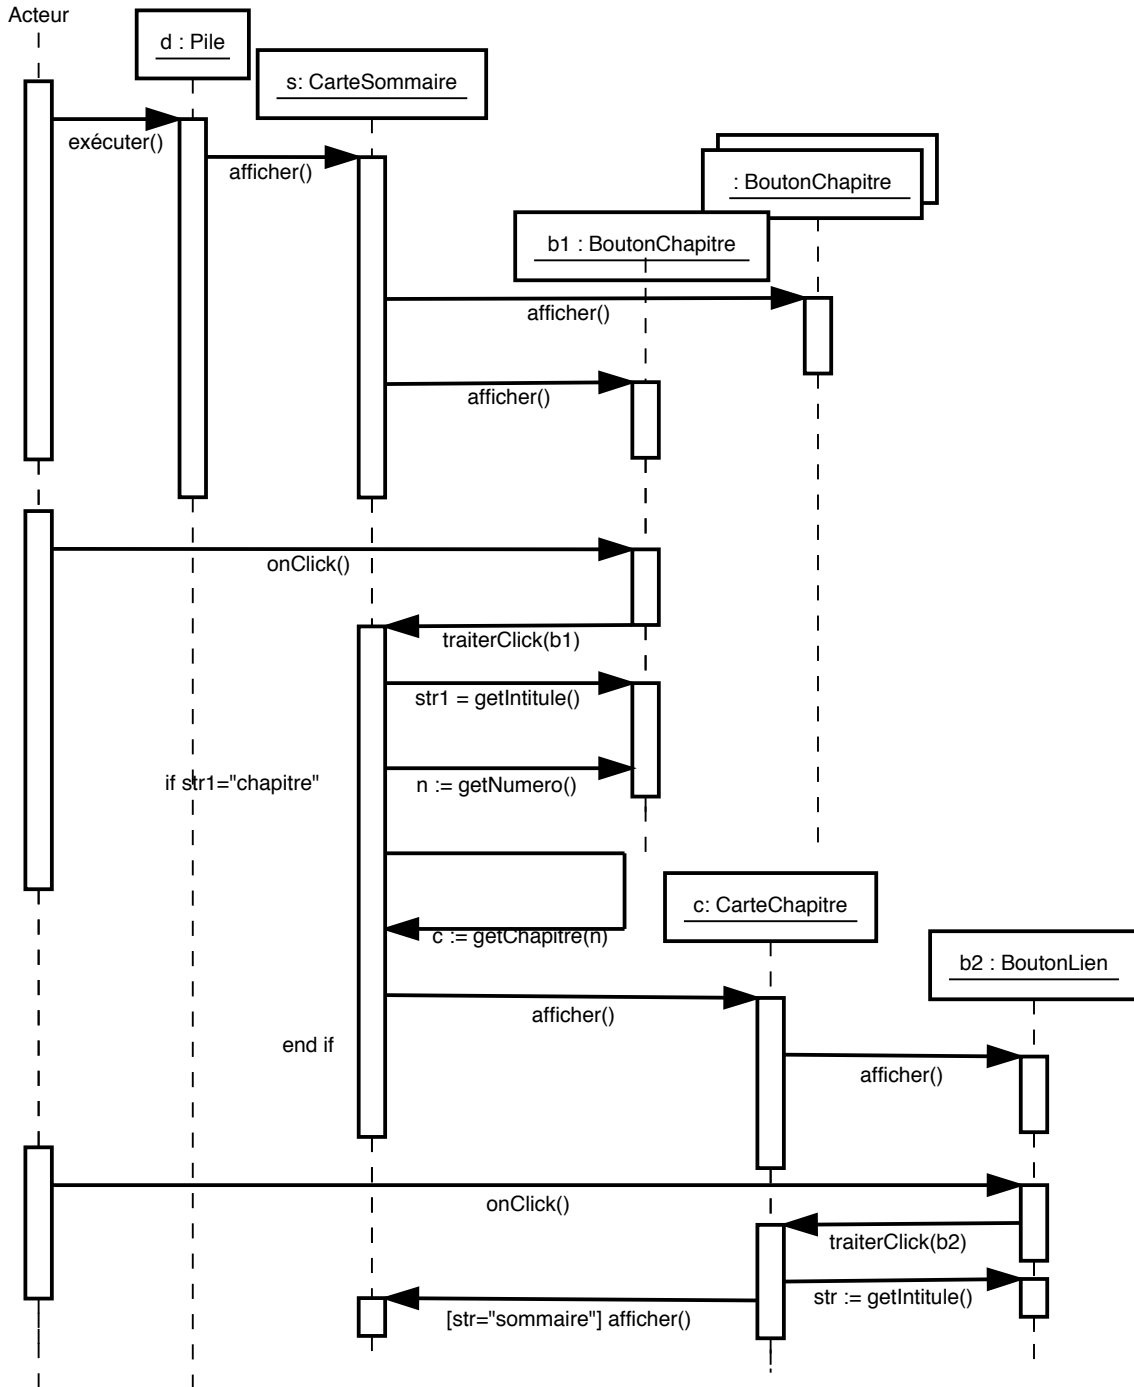 Acteur
d : Pile
s: CarteSommaire
exécuter()
afficher()
: BoutonChapitre
b1 : BoutonChapitre
afficher()
afficher()
onClick()
traiterClick(b1)
str1 = getIntitule()
if str1="chapitre"
n := getNumero()
c: CarteChapitre
c := getChapitre(n)
b2 : BoutonLien
afficher()
end if
afficher()
onClick()
traiterClick(b2)
str := getIntitule()
[str="sommaire"] afficher()